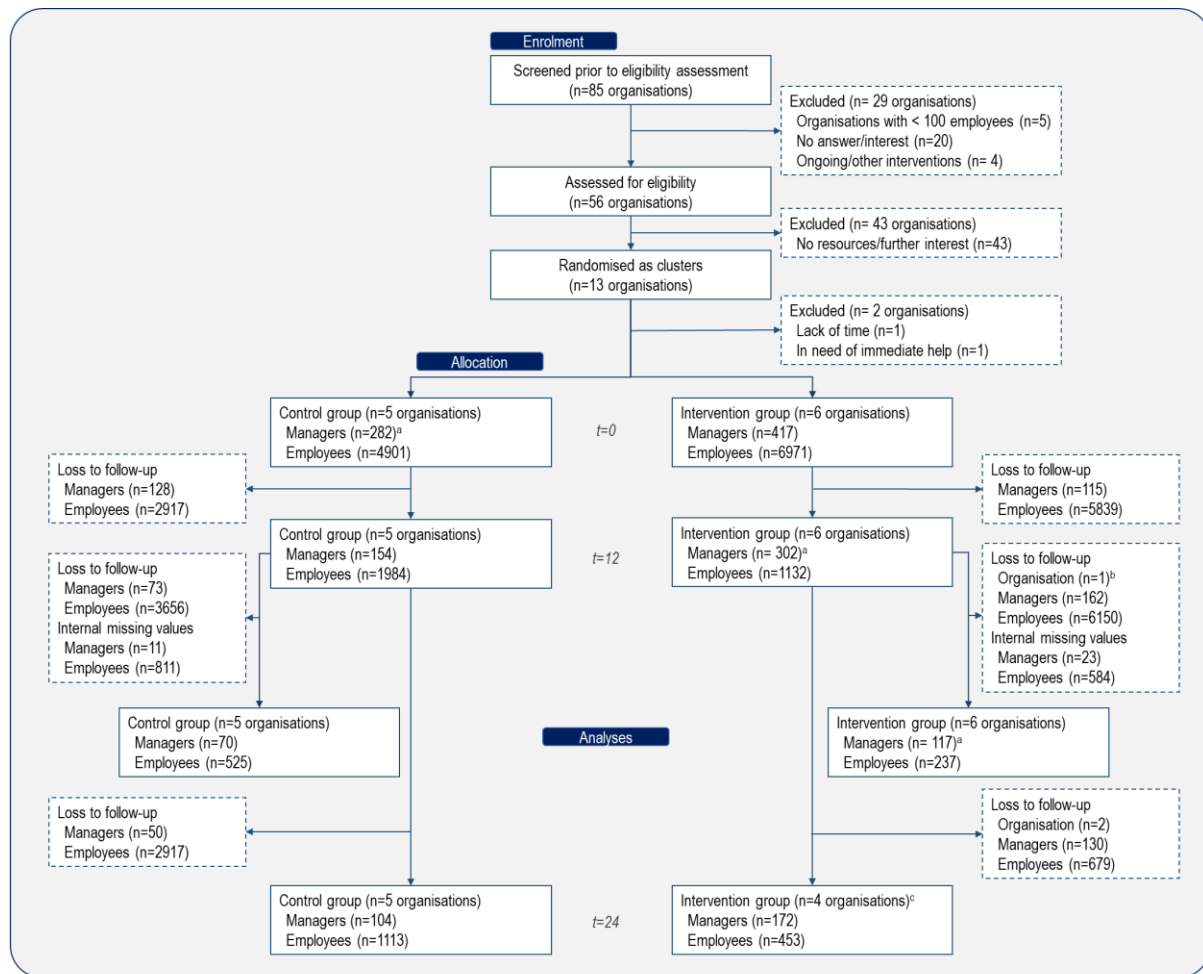 Enrolment
Screened prior to eligibility assessment
(n=85 organisations)
Excluded (n= 29 organisations)
Organisations with < 100 employees (n=5)
No answer/interest (n=20)
Ongoing/other interventions (n= 4)
Assessed for eligibility
(n=56 organisations)
Excluded (n= 43 organisations)
No resources/further interest (n=43)
Randomised as clusters
(n=13 organisations)
Excluded (n= 2 organisations)
Lack of time (n=1)
In need of immediate help (n=1)
Allocation
Control group (n=5 organisations)
Managers (n=282)ᵃ
Employees (n=4901)
t=0
Intervention group (n=6 organisations)
Managers (n=417)
Employees (n=6971)
Loss to follow-up
Managers (n=128)
Employees (n=2917)
Loss to follow-up
Managers (n=115)
Employees (n=5839)
Control group (n=5 organisations)
Managers (n=154)
Employees (n=1984)
t=12
Intervention group (n=6 organisations)
Managers (n= 302)ᵃ
Employees (n=1132)
Loss to follow-up
Managers (n=73)
Employees (n=3656)
Internal missing values
Managers (n=11)
Employees (n=811)
Loss to follow-up
Organisation (n=1)ᵇ
Managers (n=162)
Employees (n=6150)
Internal missing values
Managers (n=23)
Employees (n=584)
Control group (n=5 organisations)
Managers (n=70)
Employees (n=525)
Analyses
Intervention group (n=6 organisations)
Managers (n= 117)ᵃ
Employees (n=237)
Loss to follow-up
Managers (n=50)
Employees (n=2917)
Loss to follow-up
Organisation (n=2)
Managers (n=130)
Employees (n=679)
Control group (n=5 organisations)
Managers (n=104)
Employees (n=1113)
t=24
Intervention group (n=4 organisations)ᶜ
Managers (n=172)
Employees (n=453)